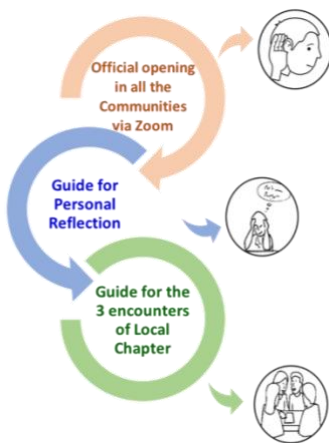 Official opening
in all the
Communities
via Zoom
Guide for
Personal
Reflection
Guide for the
3 encounters
of Local
Chapter